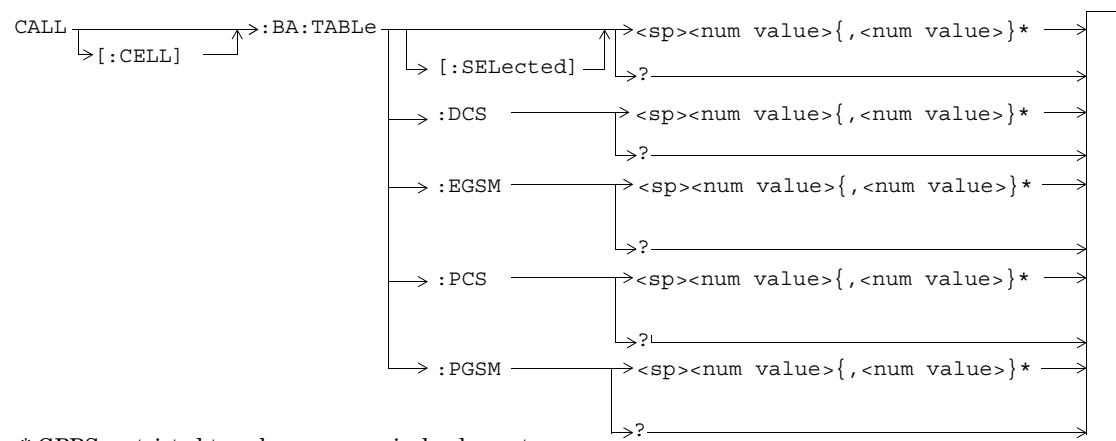 CALL :BA:TABLe <sp><num value>{,<num value>}*
[:CELL] [:SELected] ?
:DCS <sp><num value>{,<num value>}*
?
:EGSM <sp><num value>{,<num value>}*
?
:PCS <sp><num value>{,<num value>}*
?
:PGSM <sp><num value>{,<num value>}*
?